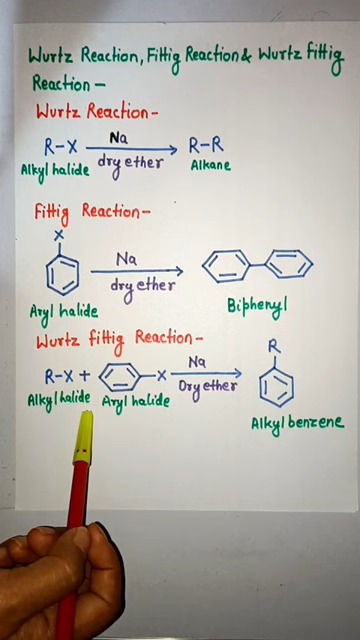 Wurtz Reaction, Fittig Reaction & Wurtz fittig
Reaction –
Wurtz Reaction –
R–X Na dry ether R–R
Alkyl halide Alkane
Fittig Reaction –
X
Na
dry ether
Aryl halide Biphenyl
Wurtz fittig Reaction –
R
R–X + –X Na Dry ether
Alkyl halide Aryl halide
Alkyl benzene